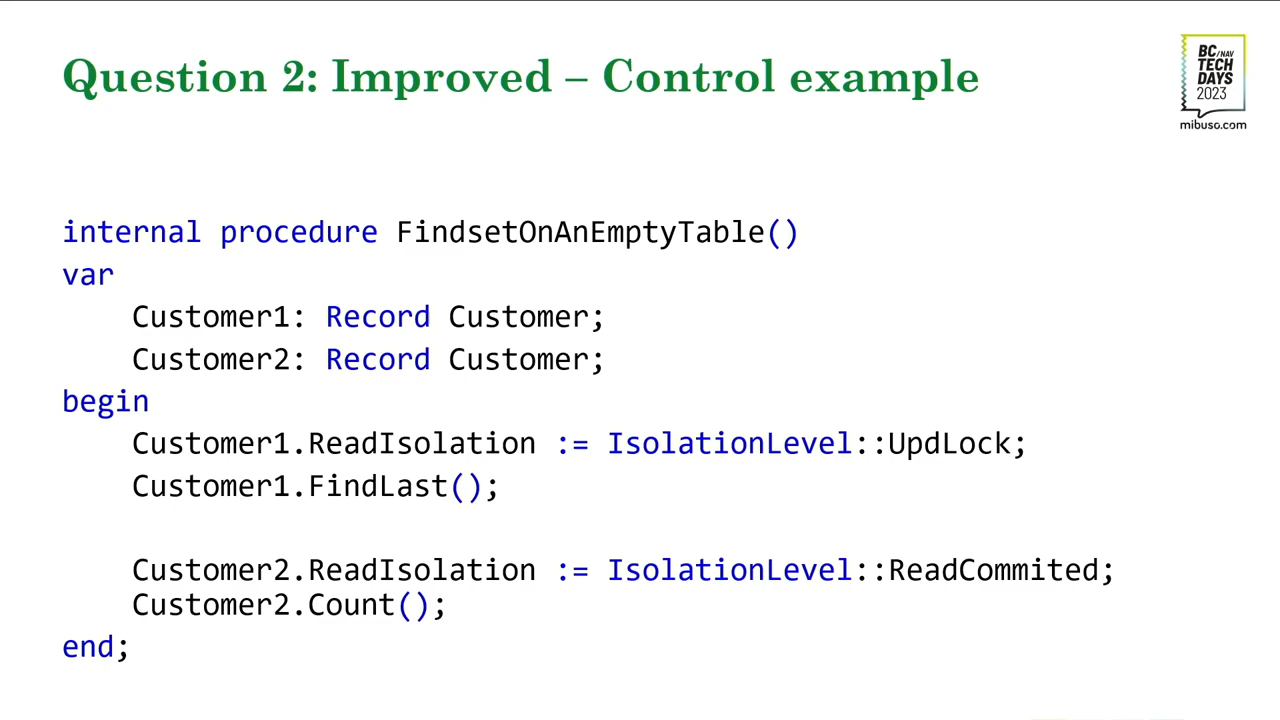 Question 2: Improved – Control example
BC/NAV
TECH
DAYS
2023
mibuso.com
internal procedure FindsetOnAnEmptyTable()
var
    Customer1: Record Customer;
    Customer2: Record Customer;
begin
    Customer1.ReadIsolation := IsolationLevel::UpdLock;
    Customer1.FindLast();
    Customer2.ReadIsolation := IsolationLevel::ReadCommited;
    Customer2.Count();
end;